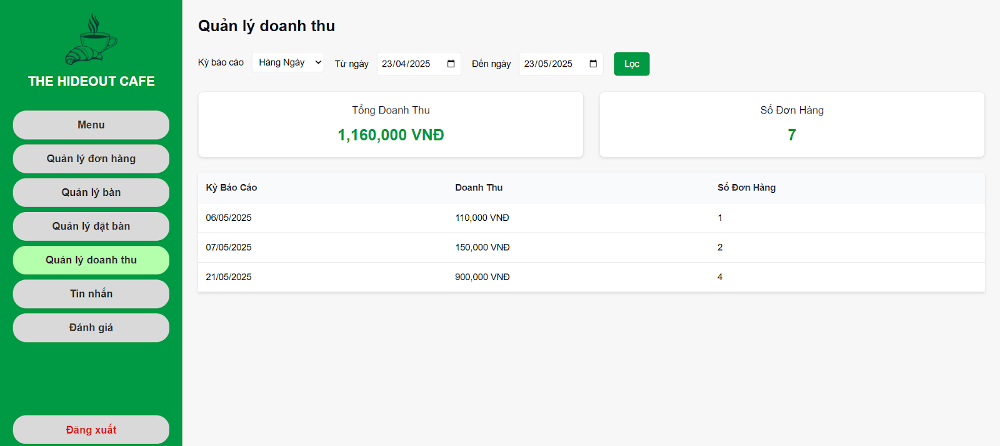 THE HIDEOUT CAFE
Menu
Quản lý đơn hàng
Quản lý bàn
Quản lý đặt bàn
Quản lý doanh thu
Tin nhắn
Đánh giá
Đăng xuất
Quản lý doanh thu
Kỳ báo cáo Hàng Ngày Từ ngày 23/04/2025 Đến ngày 23/05/2025 Lọc
Tổng Doanh Thu
1,160,000 VNĐ
Số Đơn Hàng
7
Kỳ Báo Cáo Doanh Thu Số Đơn Hàng
06/05/2025 110,000 VNĐ 1
07/05/2025 150,000 VNĐ 2
21/05/2025 900,000 VNĐ 4